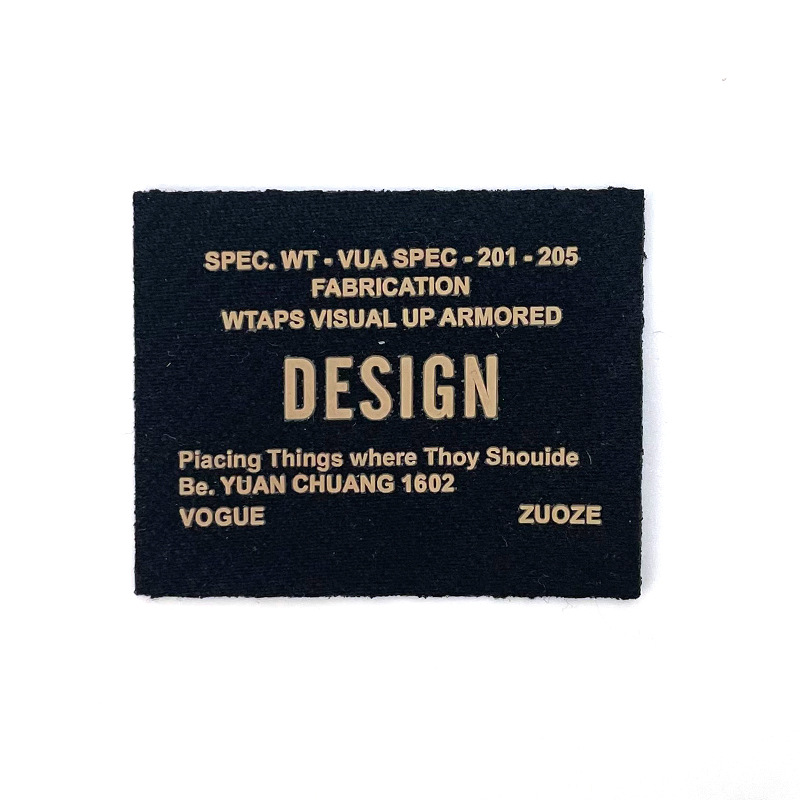 SPEC. WT - VUA SPEC - 201 - 205
FABRICATION
WTAPS VISUAL UP ARMORED
DESIGN
Piacing Things where Thoy Shouide
Be. YUAN CHUANG 1602
VOGUE ZUOZE